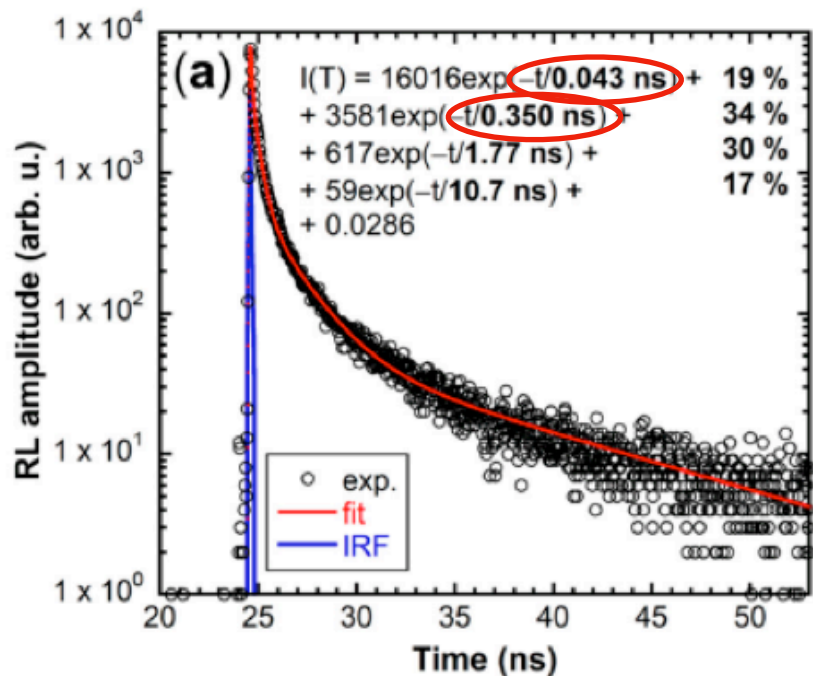 1 x 10⁴
1 x 10³
1 x 10²
1 x 10¹
1 x 10⁰
RL amplitude (arb. u.)
(a)
I(T) = 16016exp(–t/0.043 ns) + 19 %
+ 3581exp(–t/0.350 ns) + 34 %
+ 617exp(–t/1.77 ns) + 30 %
+ 59exp(–t/10.7 ns) + 17 %
+ 0.0286
exp.
fit
IRF
20 25 30 35 40 45 50
Time (ns)